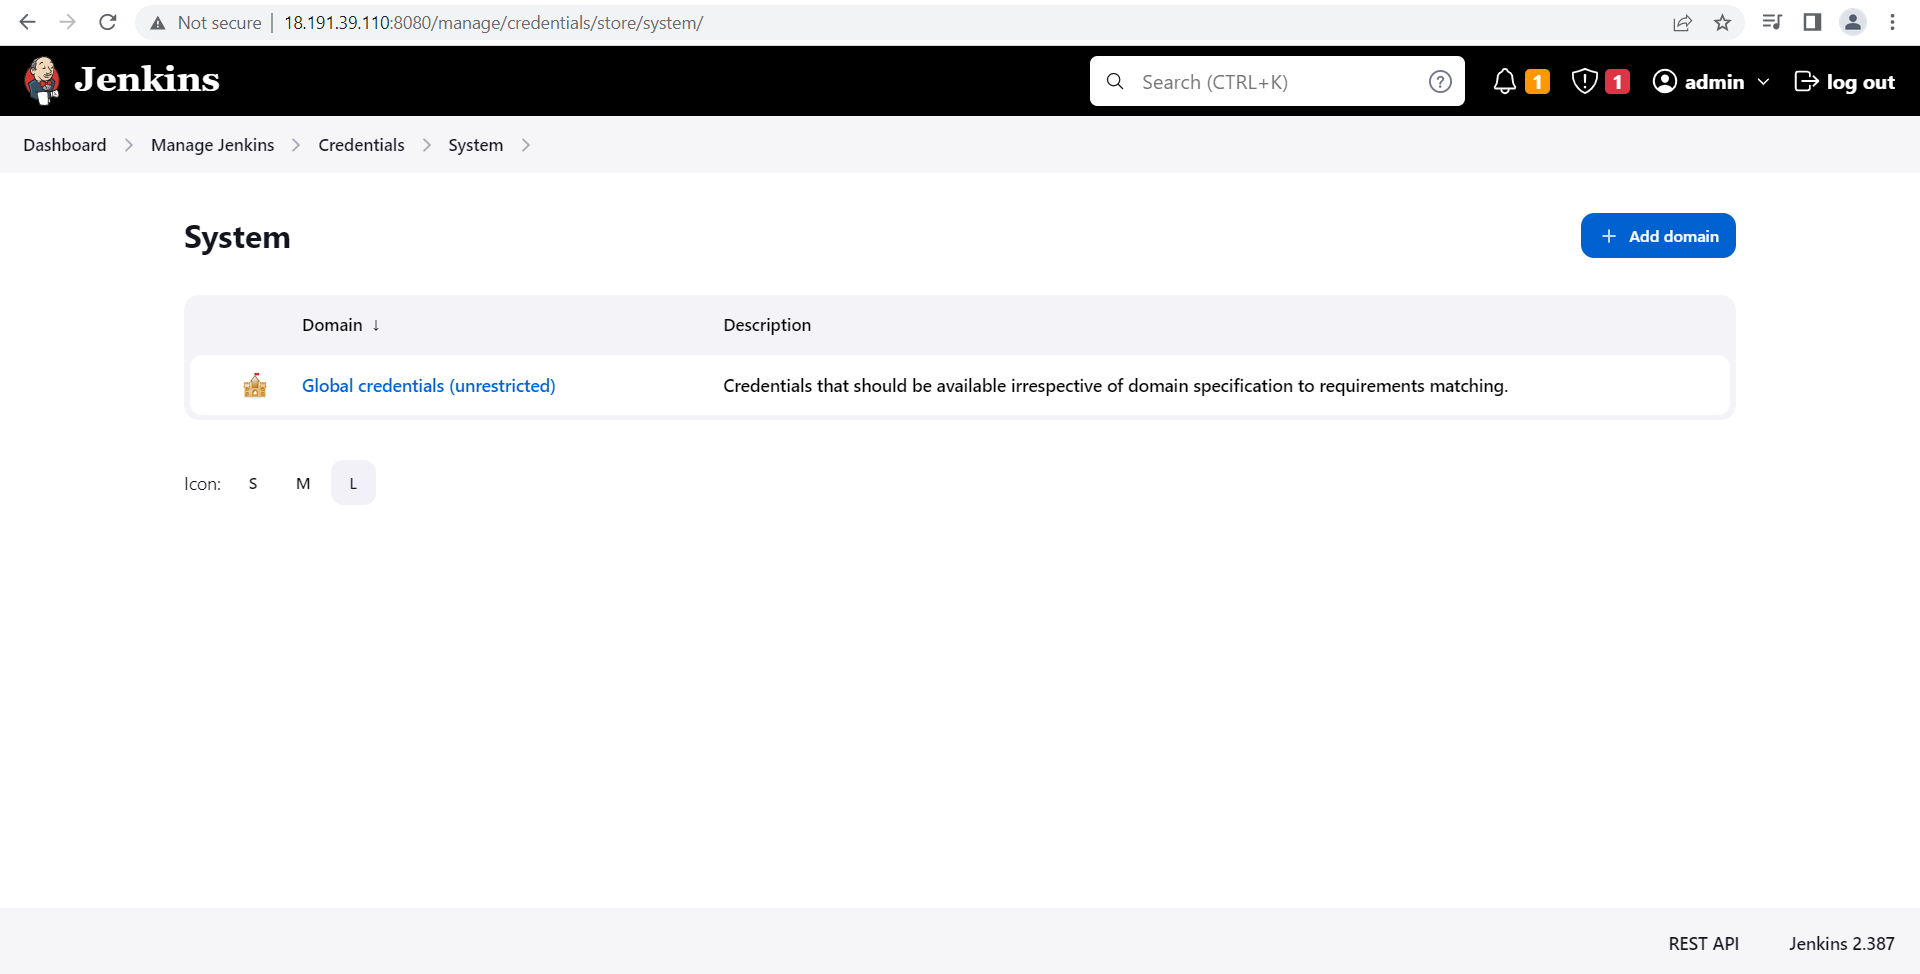 Not secure | 18.191.39.110:8080/manage/credentials/store/system/
Jenkins
Search (CTRL+K)
1
1
admin
log out
Dashboard
Manage Jenkins
Credentials
System
System
Add domain
Domain ↓
Description
Global credentials (unrestricted)
Credentials that should be available irrespective of domain specification to requirements matching.
Icon: S M L
REST API
Jenkins 2.387